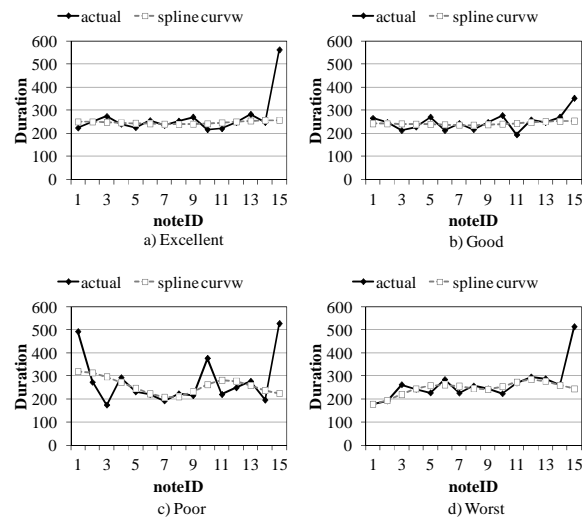 actual spline curvw
600
500
400
300
200
100
0
Duration
1 3 5 7 9 11 13 15
noteID
a) Excellent
actual spline curvw
600
500
400
300
200
100
0
Duration
1 3 5 7 9 11 13 15
noteID
b) Good
actual spline curvw
600
500
400
300
200
100
0
Duration
1 3 5 7 9 11 13 15
noteID
c) Poor
actual spline curvw
600
500
400
300
200
100
0
Duration
1 3 5 7 9 11 13 15
noteID
d) Worst